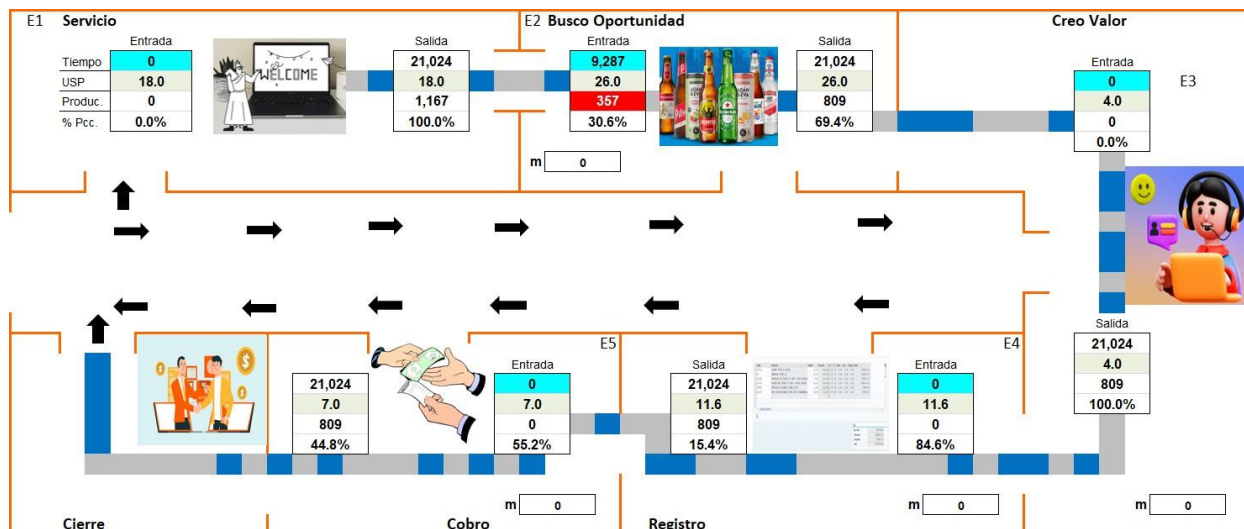 E1 Servicio
E2 Busco Oportunidad
Creo Valor
Entrada
Tiempo 0
USP 18.0
Produc. 0
% Pcc. 0.0%
WELCOME
Salida
21,024
18.0
1,167
100.0%
Entrada
9,287
26.0
357
30.6%
m 0
Salida
21,024
26.0
809
69.4%
Entrada
0
4.0
0
0.0%
E3
Salida
21,024
4.0
809
100.0%
E4
Entrada
0
11.6
0
84.6%
Salida
21,024
11.6
809
15.4%
E5
Entrada
0
7.0
0
55.2%
21,024
7.0
809
44.8%
m 0
m 0
m 0
Cierre
Cobro
Registro